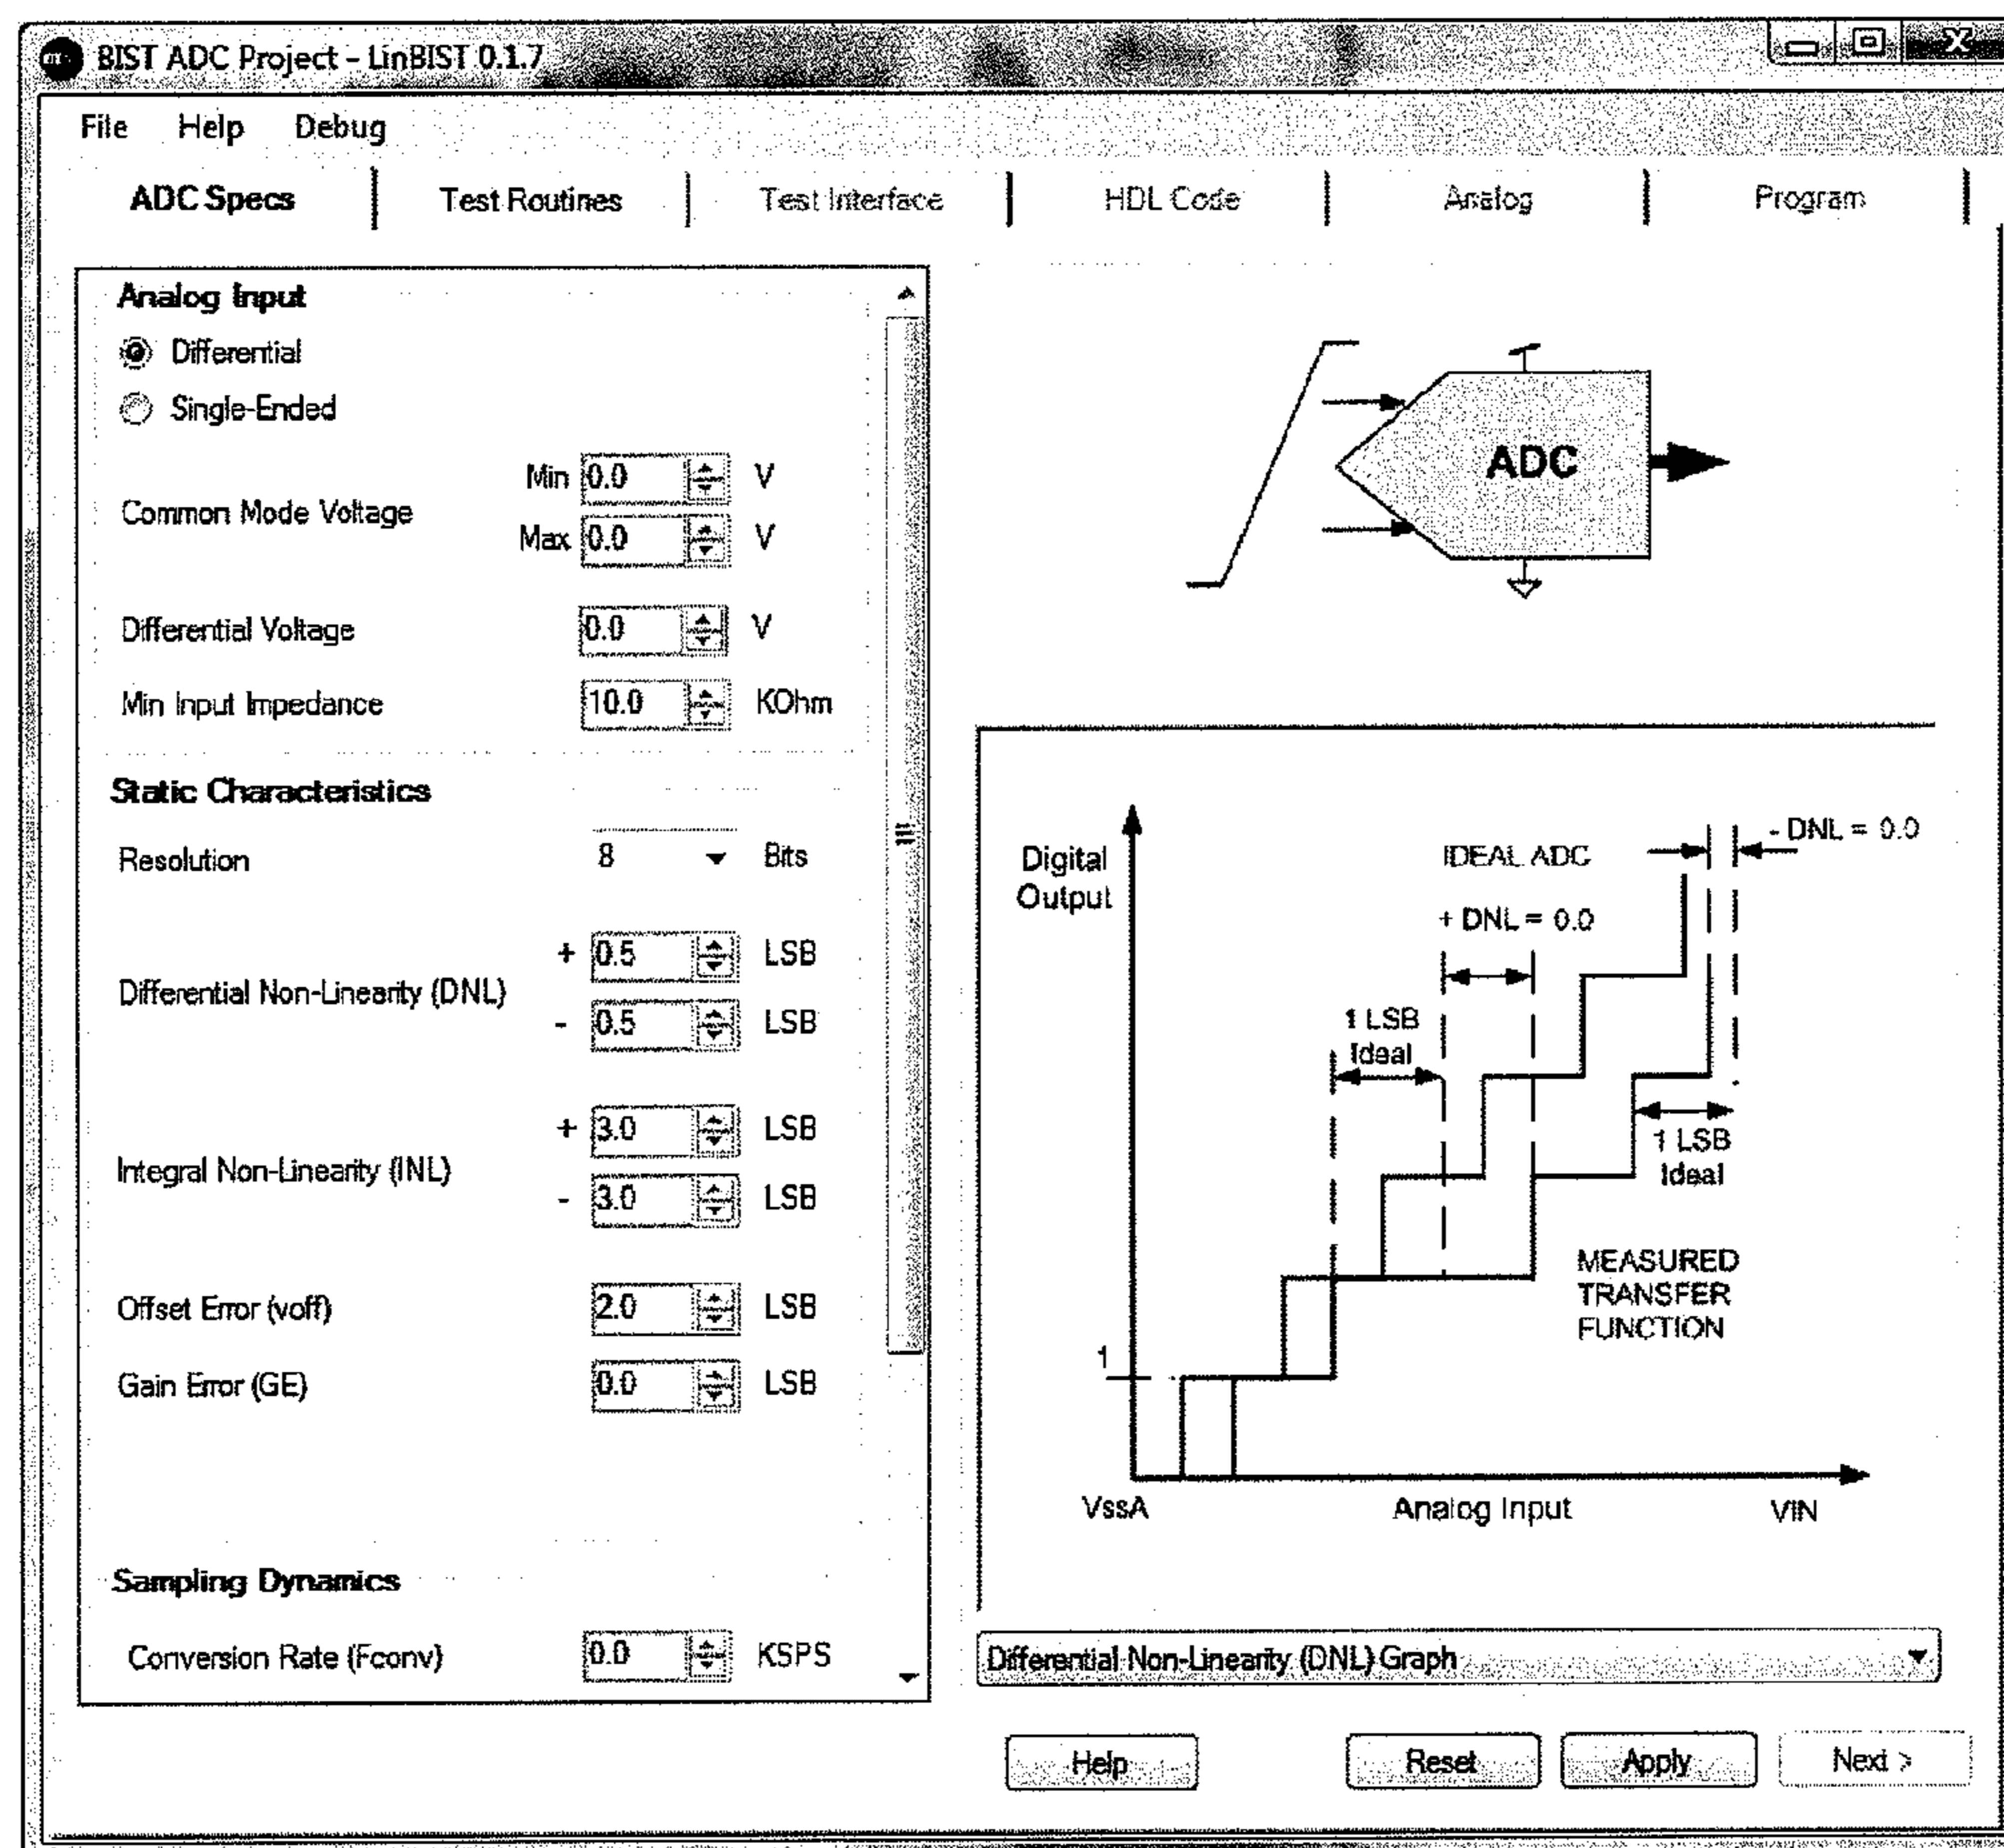 BIST ADC Project - LinBIST 0.1.7
File Help Debug
ADC Specs Test Routines Test Interface HDL Code Analog Program
Analog Input
Differential
Single-Ended
Common Mode Voltage
Min 0.0 V
Max 0.0 V
Differential Voltage 0.0 V
Min Input Impedance 10.0 KOhm
Static Characteristics
Resolution 8 Bits
Differential Non-Linearity (DNL)
+ 0.5 LSB
- 0.5 LSB
Integral Non-Linearity (INL)
+ 3.0 LSB
- 3.0 LSB
Offset Error (voff) 2.0 LSB
Gain Error (GE) 0.0 LSB
Sampling Dynamics
Conversion Rate (Fconv) 0.0 KSPS
ADC
Digital
Output
IDEAL ADC
- DNL = 0.0
+ DNL = 0.0
1 LSB
Ideal
1 LSB
Ideal
MEASURED
TRANSFER
FUNCTION
1
VssA Analog Input VIN
Differential Non-Linearity (DNL) Graph
Help Reset Apply Next >